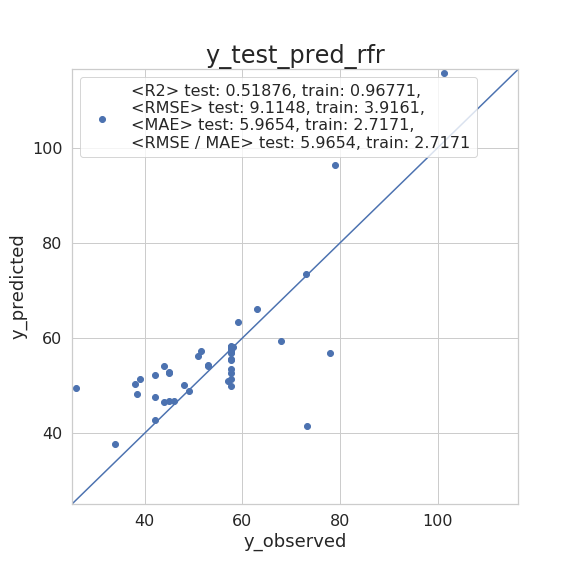 y_test_pred_rfr
<R2> test: 0.51876, train: 0.96771,
<RMSE> test: 9.1148, train: 3.9161,
<MAE> test: 5.9654, train: 2.7171,
<RMSE / MAE> test: 5.9654, train: 2.7171
100
80
60
40
y_predicted
40 60 80 100
y_observed